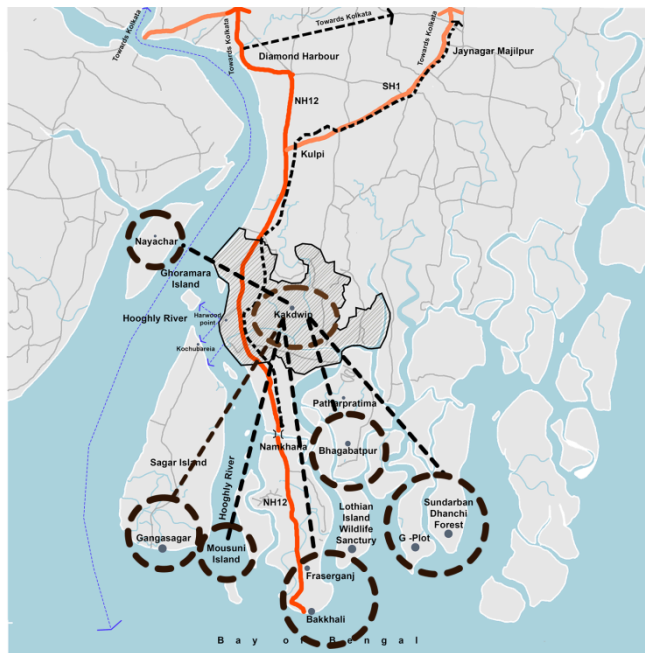 Towards Kolkata
Towards Kolkata
Towards Kolkata
Towards Kolkata
Diamond Harbour
Jaynagar Majilpur
SH1
NH12
Kulpi
Nayachar
Ghoramara
Island
Hooghly River
Harwood
point
Kakdwip
Kochubareia
Patharpratima
Namkhana
Bhagabatpur
Sagar Island
Hooghly River
NH12
Lothian
Island
Wildlife
Sanctury
Sundarban
Dhanchi
Forest
G -Plot
Gangasagar
Mousuni
Island
Fraserganj
Bakkhali
Bay of Bengal